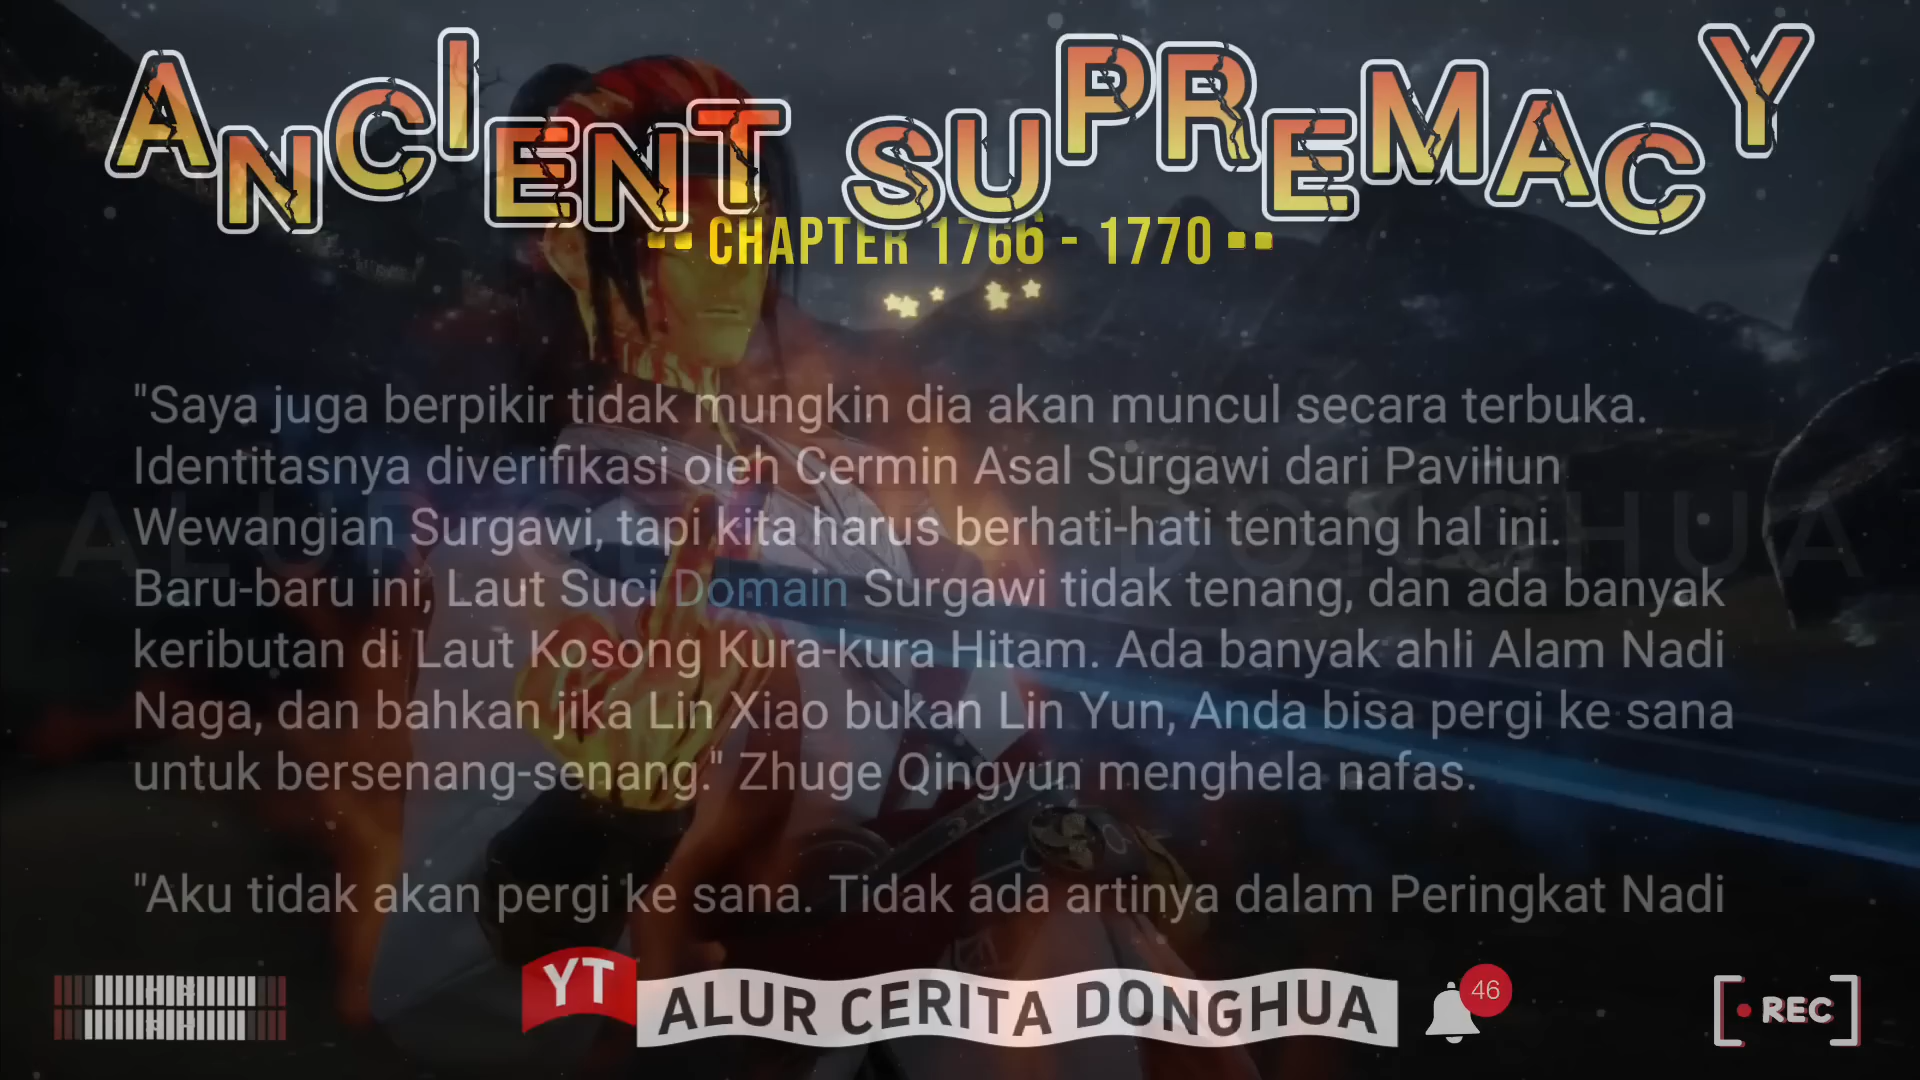 ANCIENT SUPREMACY
CHAPTER 1766 - 1770
"Saya juga berpikir tidak mungkin dia akan muncul secara terbuka.
Identitasnya diverifikasi oleh Cermin Asal Surgawi dari Paviliun
Wewangian Surgawi, tapi kita harus berhati-hati tentang hal ini.
Baru-baru ini, Laut Suci Domain Surgawi tidak tenang, dan ada banyak
keributan di Laut Kosong Kura-kura Hitam. Ada banyak ahli Alam Nadi
Naga, dan bahkan jika Lin Xiao bukan Lin Yun, Anda bisa pergi ke sana
untuk bersenang-senang." Zhuge Qingyun menghela nafas.
"Aku tidak akan pergi ke sana. Tidak ada artinya dalam Peringkat Nadi
YT ALUR CERITA DONGHUA
46
REC
ALUR CERITA DONGHUA